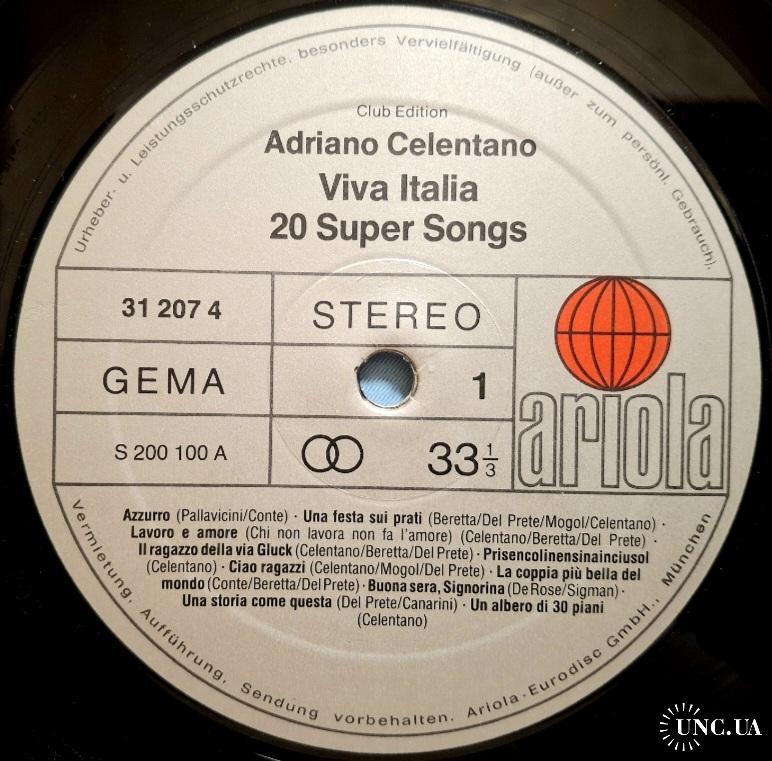 Urheber- u. Leistungsschutzrechte, besonders Vervielfältigung (außer zum persönl. Gebrauch),
Club Edition
Adriano Celentano
Viva Italia
20 Super Songs
31 207 4
STEREO
GEMA
1
S 200 100 A
33 1/3
ariola
Azzurro (Pallavicini/Conte) · Una festa sui prati (Beretta/Del Prete/Mogol/Celentano) ·
Lavoro e amore (Chi non lavora non fa l'amore) (Celentano/Beretta/Del Prete) ·
Il ragazzo della via Gluck (Celentano/Beretta/Del Prete) · Prisencolinensinainciusol
(Celentano) · Ciao ragazzi (Celentano/Mogol/Del Prete) · La coppia più bella del
mondo (Conte/Beretta/Del Prete) · Buona sera, Signorina (De Rose/Sigman) ·
Una storia come questa (Del Prete/Canarini) · Un albero di 30 piani
(Celentano)
Vermietung, Aufführung, Sendung vorbehalten. Ariola-Eurodisc GmbH., München
UNC.UA